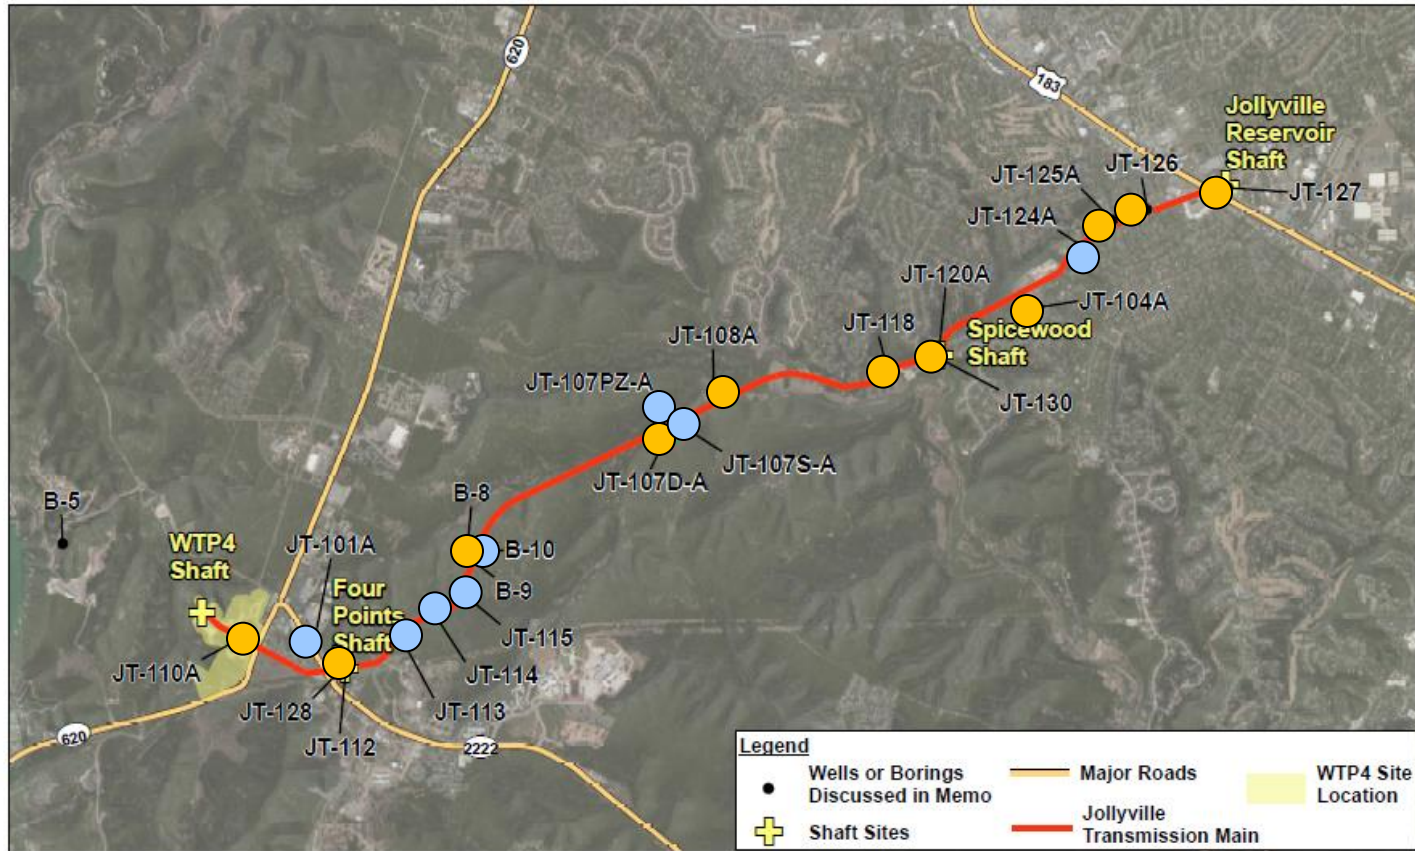 620
183
Jollyville
Reservoir
Shaft
JT-126
JT-125A
JT-127
JT-124A
JT-120A
JT-104A
JT-118
Spicewood
Shaft
JT-108A
JT-107PZ-A
JT-130
JT-107S-A
JT-107D-A
B-8
B-5
WTP4
Shaft
JT-101A
B-10
Four
Points
Shaft
B-9
JT-115
JT-110A
JT-114
JT-128
JT-113
JT-112
620
2222
Legend
Wells or Borings
Discussed in Memo
Major Roads
WTP4 Site
Location
Shaft Sites
Jollyville
Transmission Main